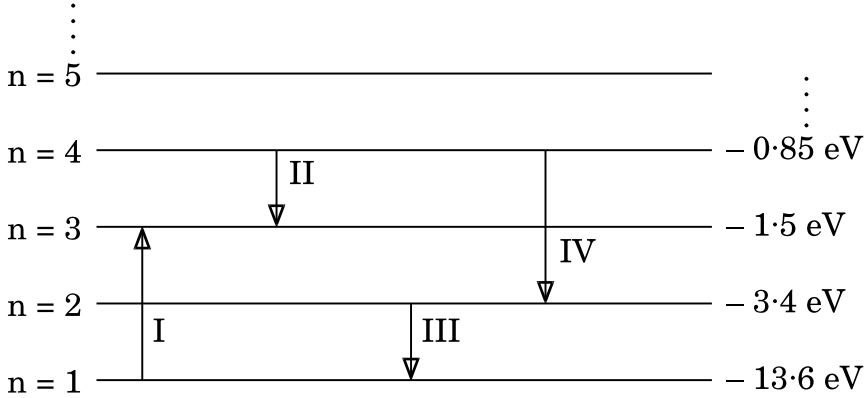 n = 5
n = 4
– 0·85 eV
II
n = 3
– 1·5 eV
IV
n = 2
– 3·4 eV
I
III
n = 1
– 13·6 eV